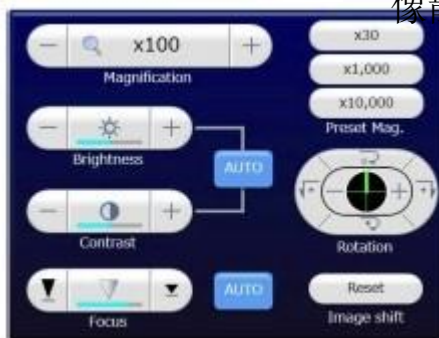 x100
Magnification
Brightness
AUTO
Contrast
AUTO
Focus
x30
x1,000
x10,000
Preset Mag.
Rotation
Reset
Image shift